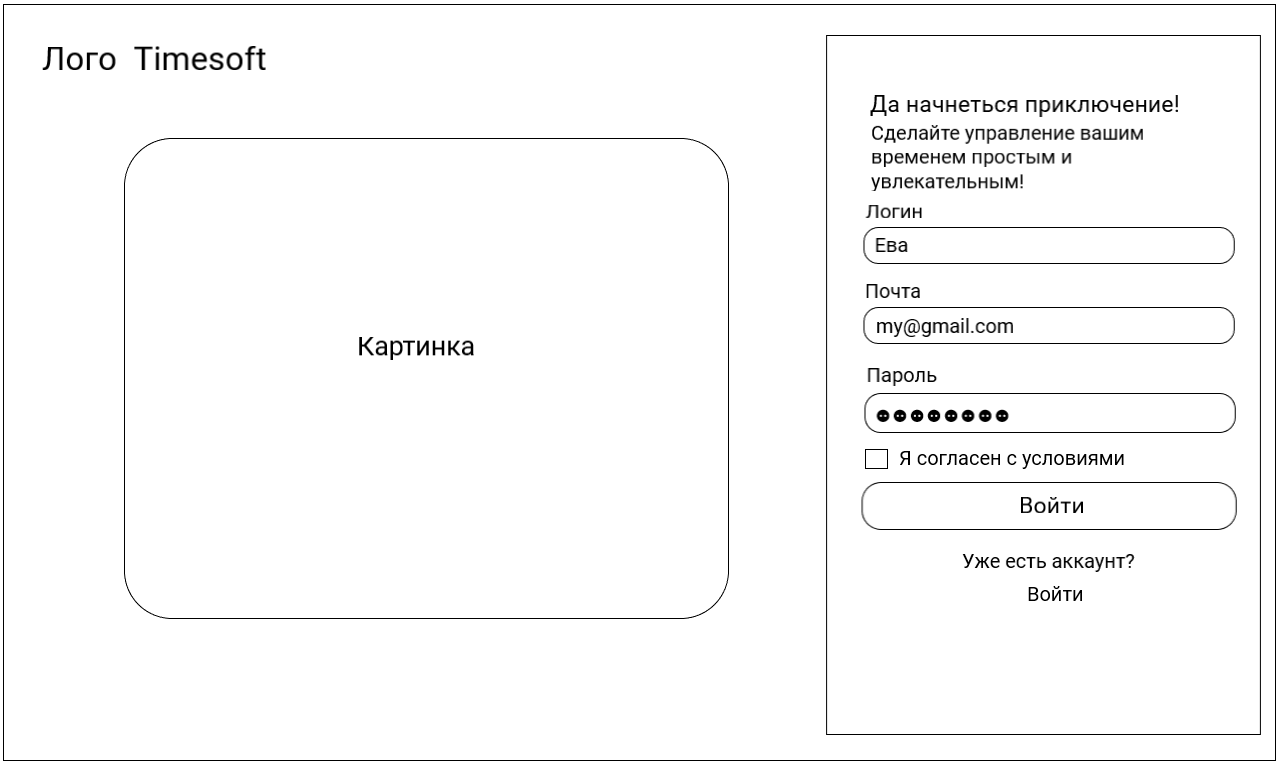 Лого Timesoft
Картинка
Да начнеться приключение!
Сделайте управление вашим
временем простым и
увлекательным!
Логин
Ева
Почта
my@gmail.com
Пароль
Я согласен с условиями
Войти
Уже есть аккаунт?
Войти